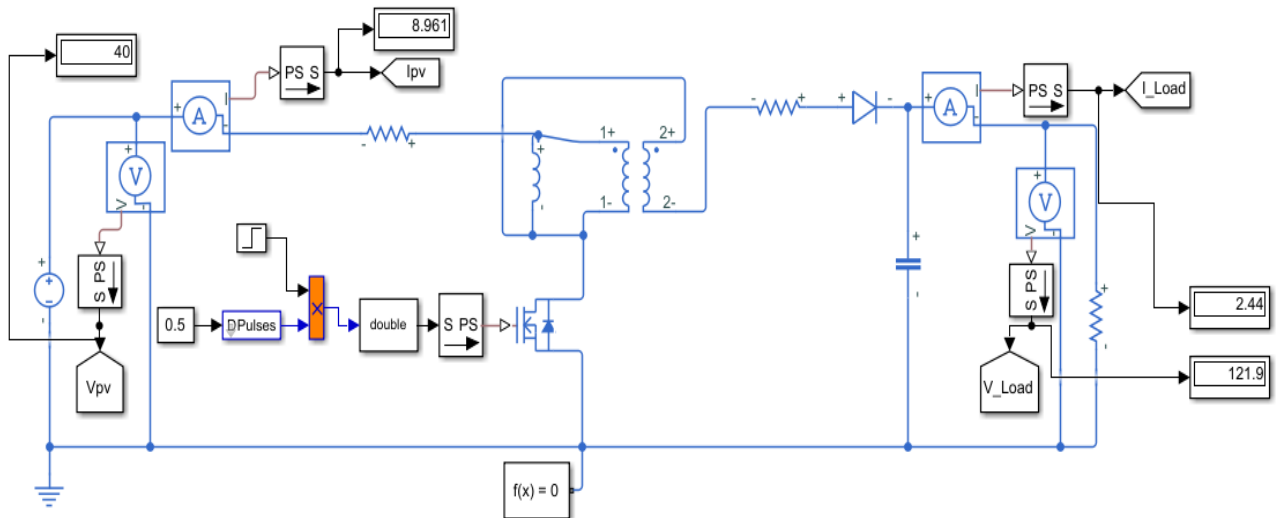 8.961
40
PS S
Ipv
I
A
+
-
+
-
+
1+
2+
1-
2-
-
+
+
-
+
A
I
-
PS S
I_Load
+
V
V
-
S PS
Vpv
+
-
0.5
DPulses
X
double
S PS
+
-
+
V
V
-
S PS
V_Load
+
-
2.44
121.9
f(x) = 0